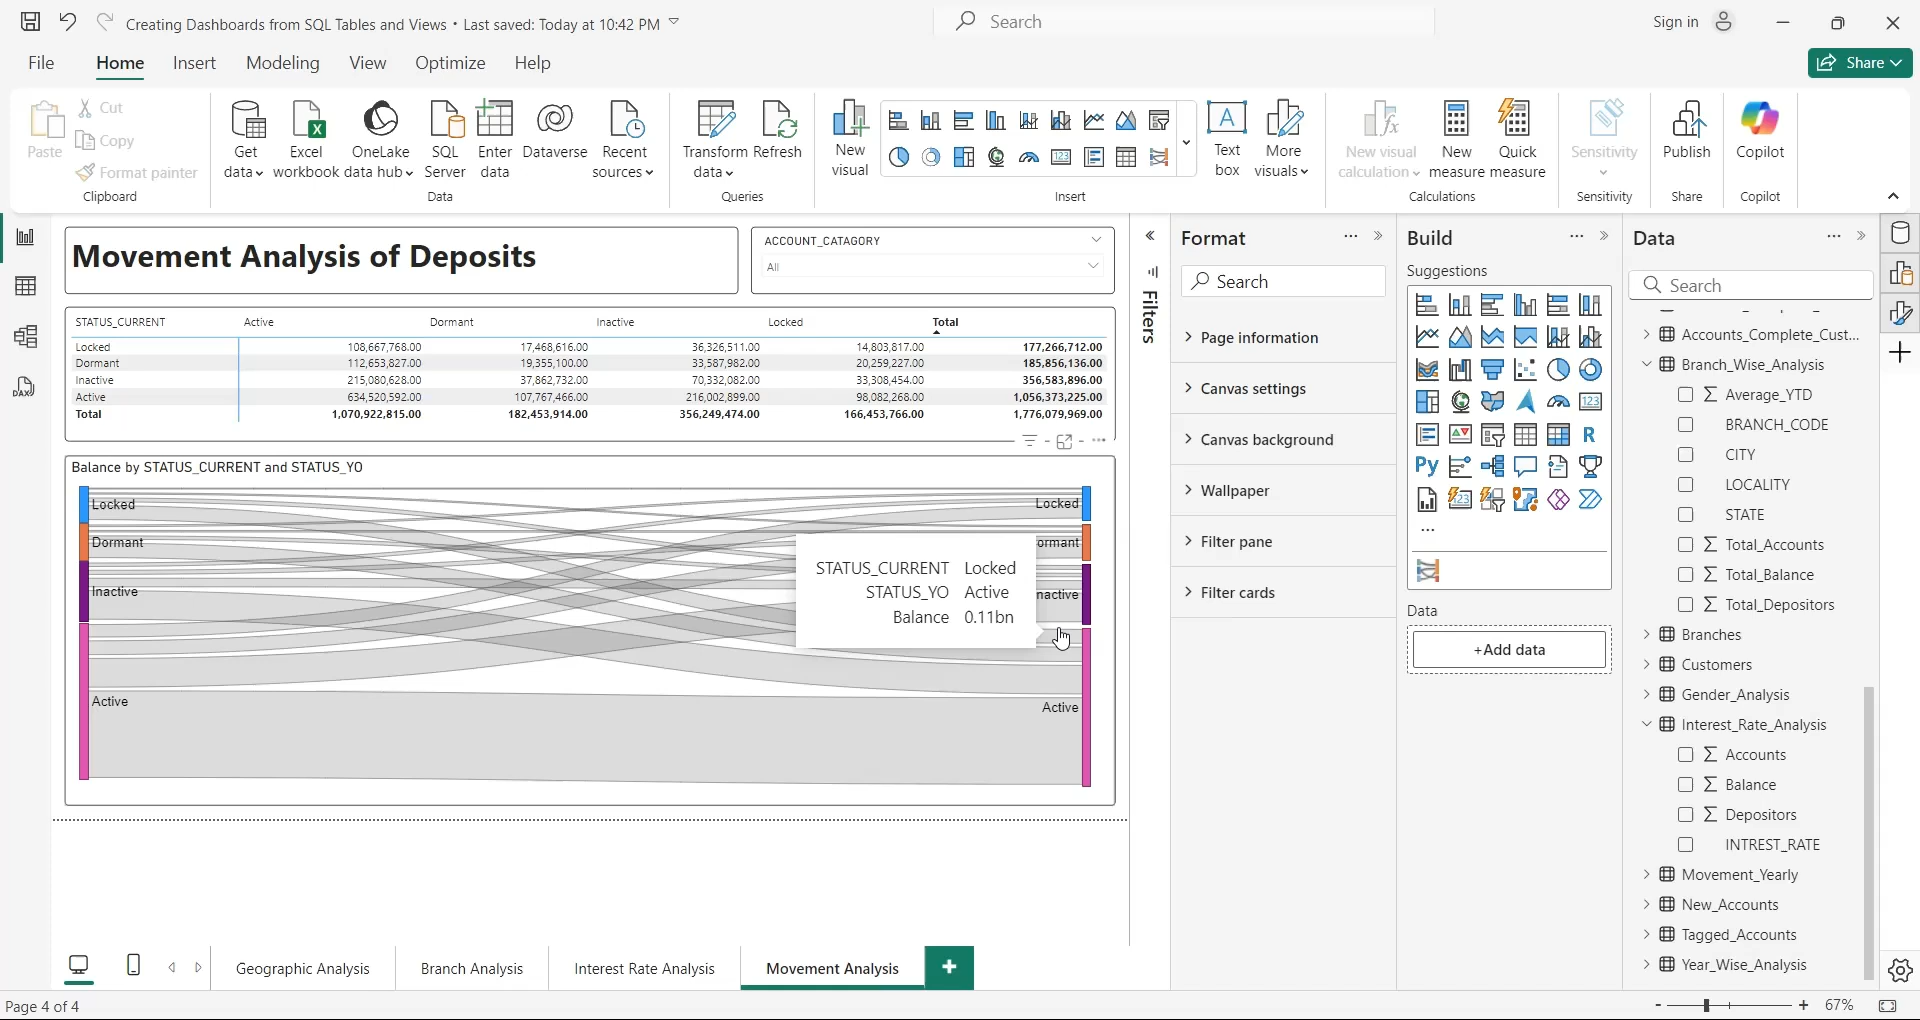 Creating Dashboards from SQL Tables and Views • Last saved: Today at 10:42 PM
Search
Sign in
File
Home
Insert
Modeling
View
Optimize
Help
Share
Paste
Cut
Copy
Format painter
Clipboard
Get data
Excel workbook
OneLake data hub
SQL Server
Enter data
Dataverse
Recent sources
Data
Transform data
Refresh
Queries
New visual
Text box
More visuals
Insert
New visual calculation
New measure
Quick measure
Calculations
Sensitivity
Sensitivity
Publish
Share
Copilot
Copilot
Movement Analysis of Deposits
ACCOUNT_CATAGORY
All
STATUS_CURRENT Active Dormant Inactive Locked Total
Locked 108,667,768.00 17,468,616.00 36,326,511.00 14,803,817.00 177,266,712.00
Dormant 112,653,827.00 19,355,100.00 33,587,982.00 20,259,227.00 185,856,136.00
Inactive 215,080,628.00 37,862,732.00 70,332,082.00 33,308,454.00 356,583,896.00
Active 634,520,592.00 107,767,466.00 216,002,899.00 98,082,268.00 1,056,373,225.00
Total 1,070,922,815.00 182,453,914.00 356,249,474.00 166,453,766.00 1,776,079,969.00
Balance by STATUS_CURRENT and STATUS_YO
Locked
Dormant
Inactive
Active
Locked
ormant
nactive
Active
STATUS_CURRENT Locked
STATUS_YO Active
Balance 0.11bn
Filters
Format
Search
Page information
Canvas settings
Canvas background
Wallpaper
Filter pane
Filter cards
Build
Suggestions
Data
+Add data
Data
Search
Accounts_Complete_Cust...
Branch_Wise_Analysis
Average_YTD
BRANCH_CODE
CITY
LOCALITY
STATE
Total_Accounts
Total_Balance
Total_Depositors
Branches
Customers
Gender_Analysis
Interest_Rate_Analysis
Accounts
Balance
Depositors
INTREST_RATE
Movement_Yearly
New_Accounts
Tagged_Accounts
Year_Wise_Analysis
Geographic Analysis
Branch Analysis
Interest Rate Analysis
Movement Analysis
Page 4 of 4
67%